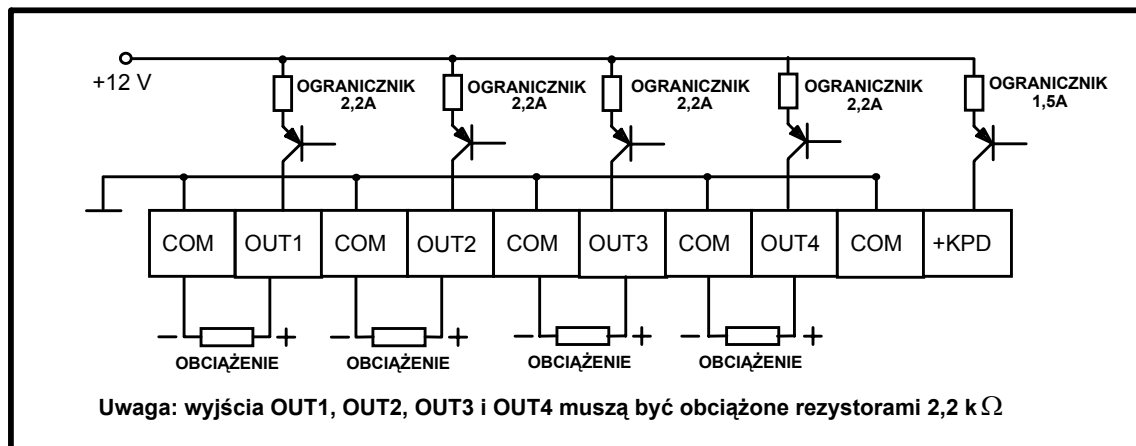 +12 V
OGRANICZNIK
2,2A
OGRANICZNIK
2,2A
OGRANICZNIK
2,2A
OGRANICZNIK
2,2A
OGRANICZNIK
1,5A
COM OUT1 COM OUT2 COM OUT3 COM OUT4 COM +KPD
– + – + – + – +
OBCIĄŻENIE OBCIĄŻENIE OBCIĄŻENIE OBCIĄŻENIE
Uwaga: wyjścia OUT1, OUT2, OUT3 i OUT4 muszą być obciążone rezystorami 2,2 kΩ